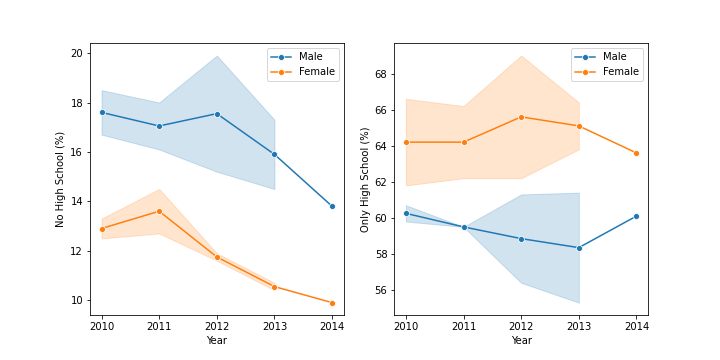 No High School (%)
20
18
16
14
12
10
Male
Female
2010 2011 2012 2013 2014
Year
Only High School (%)
68
66
64
62
60
58
56
Male
Female
2010 2011 2012 2013 2014
Year